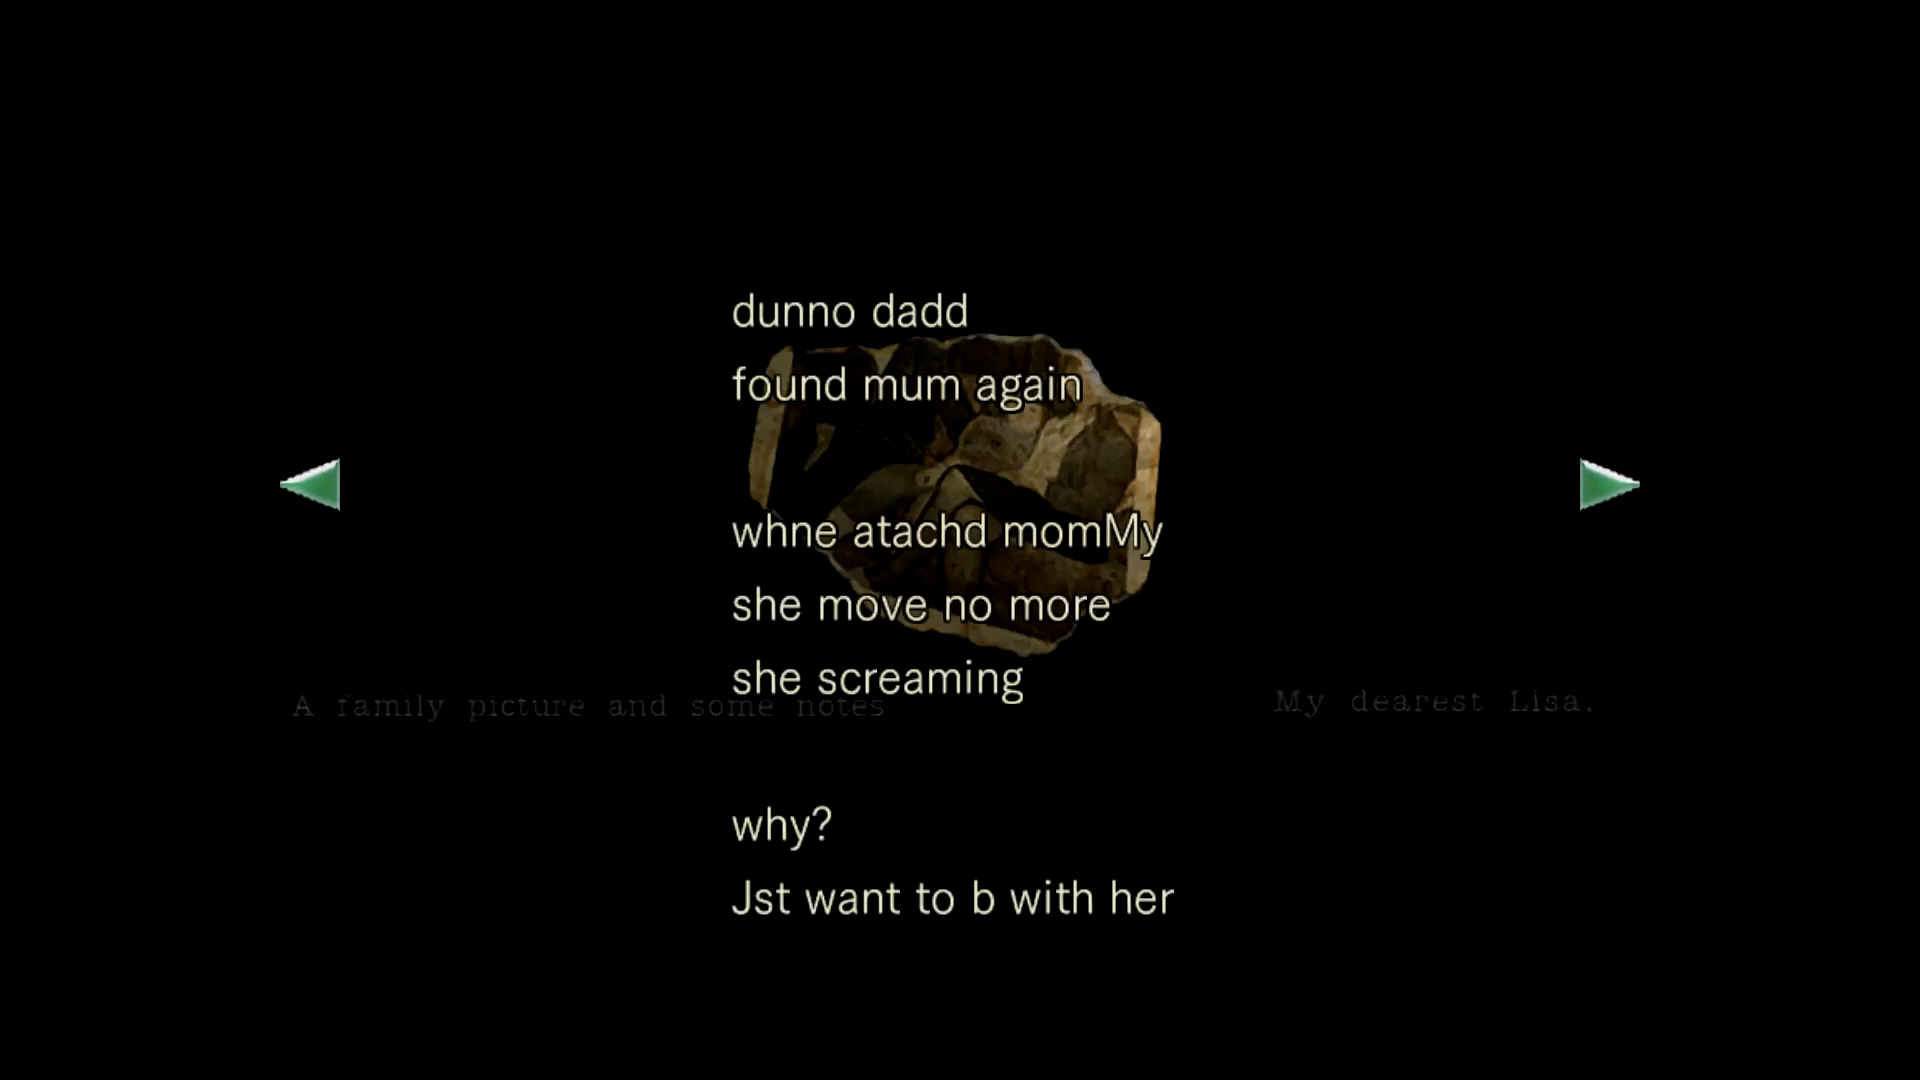 dunno dadd
found mum again
whne atachd momMy
she move no more
she screaming
A family picture and some notes
My dearest Lisa.
why?
Jst want to b with her